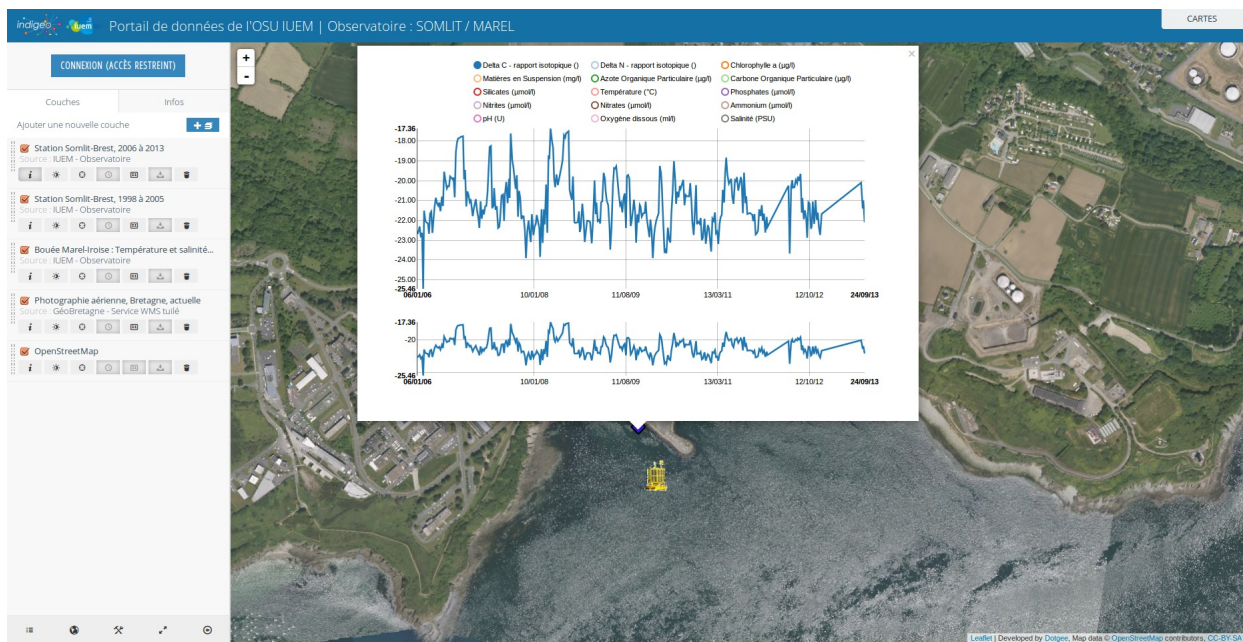 indigeo iuem Portail de données de l'OSU IUEM | Observatoire : SOMLIT / MAREL
CARTES
CONNEXION (ACCÈS RESTREINT)
Couches Infos
Ajouter une nouvelle couche
Station Somlit-Brest, 2006 à 2013
Source : IUEM - Observatoire
Station Somlit-Brest, 1998 à 2005
Source : IUEM - Observatoire
Bouée Marel-Iroise : Température et salinité...
Source : IUEM - Observatoire
Photographie aérienne, Bretagne, actuelle
Source : GéoBretagne - Service WMS tuilé
OpenStreetMap
+
-
×
Delta C - rapport isotopique () Delta N - rapport isotopique () Chlorophylle a (µg/l)
Matières en Suspension (mg/l) Azote Organique Particulaire (µg/l) Carbone Organique Particulaire (µg/l)
Silicates (µmol/l) Température (°C) Phosphates (µmol/l)
Nitrites (µmol/l) Nitrates (µmol/l) Ammonium (µmol/l)
pH (U) Oxygène dissous (ml/l) Salinité (PSU)
-17.36
-18.00
-19.00
-20.00
-21.00
-22.00
-23.00
-24.00
-25.00
-25.46
06/01/06 10/01/08 11/08/09 13/03/11 12/10/12 24/09/13
-17.36
-20
-25.46
06/01/06 10/01/08 11/08/09 13/03/11 12/10/12 24/09/13
Leaflet | Developed by Dotgee, Map data © OpenStreetMap contributors, CC-BY-SA